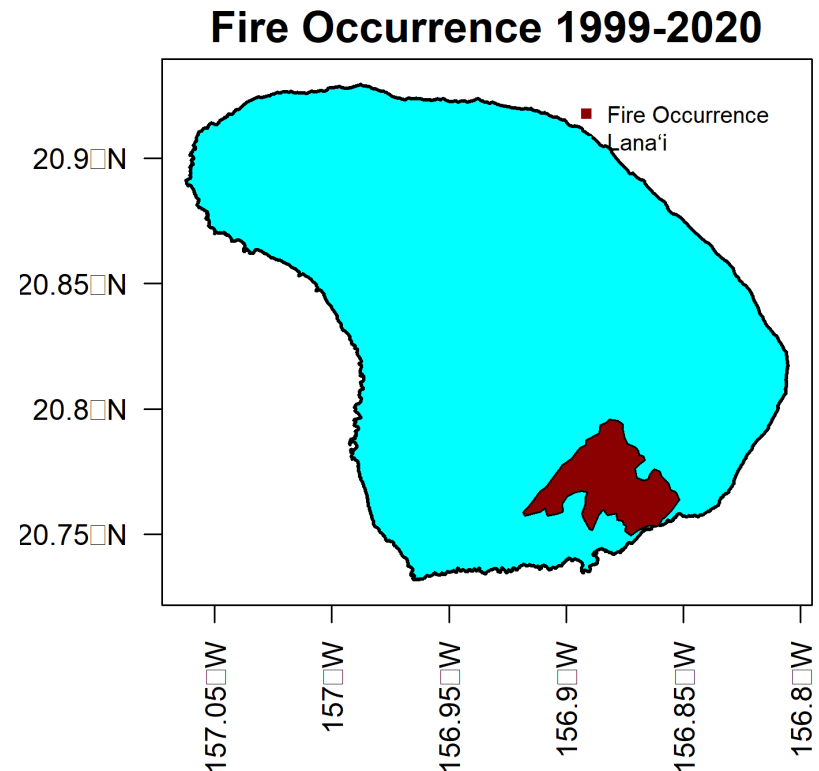 Fire Occurrence 1999-2020
Fire Occurrence
Lanaʻi
20.9□N
20.85□N
20.8□N
20.75□N
157.05□W
157□W
156.95□W
156.9□W
156.85□W
156.8□W